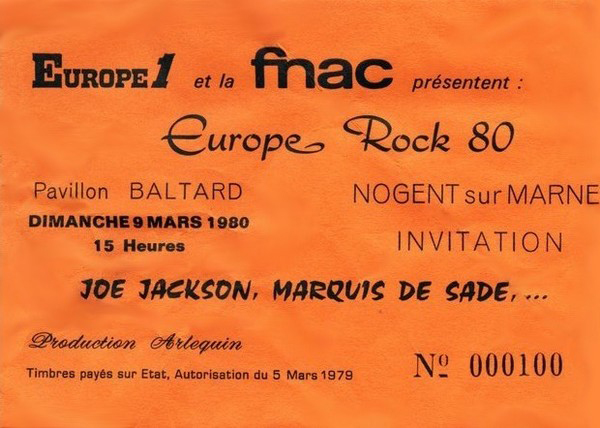 EUROPE 1 et la fnac présentent :
Europe Rock 80
Pavillon BALTARD
NOGENT sur MARNE
DIMANCHE 9 MARS 1980
15 Heures
INVITATION
JOE JACKSON, MARQUIS DE SADE, ...
Production Arlequin
Timbres payés sur Etat, Autorisation du 5 Mars 1979
Nº 000100